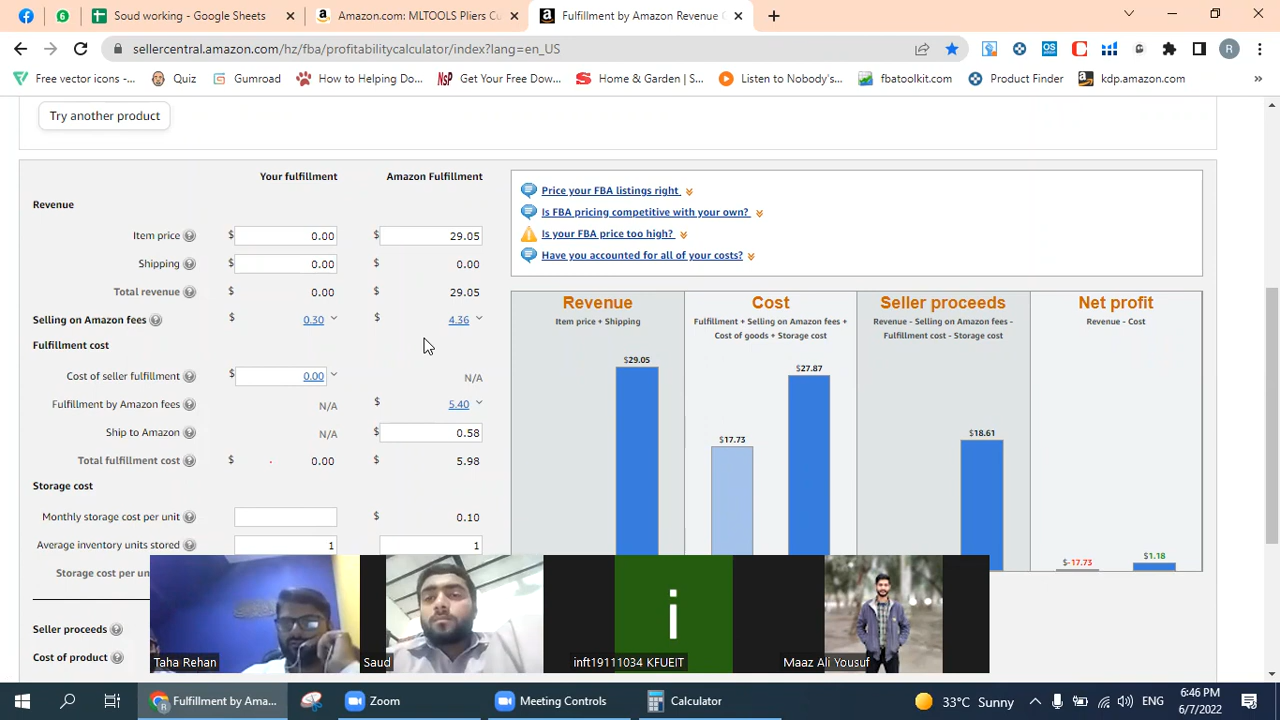 Soud working - Google Sheets
Amazon.com: MLTOOLS Pliers Cu
Fulfillment by Amazon Revenue C
sellercentral.amazon.com/hz/fba/profitabilitycalculator/index?lang=en_US
Free vector icons -...
Quiz
Gumroad
How to Helping Do...
Get Your Free Dow...
Home & Garden | S...
Listen to Nobody's...
fbatoolkit.com
Product Finder
kdp.amazon.com
Try another product
Your fulfillment
Amazon Fulfillment
Revenue
Item price $ 0.00 $ 29.05
Shipping $ 0.00 $ 0.00
Total revenue $ 0.00 $ 29.05
Selling on Amazon fees $ 0.30 $ 4.36
Fulfillment cost
Cost of seller fulfillment $ 0.00 N/A
Fulfillment by Amazon fees N/A $ 5.40
Ship to Amazon N/A $ 0.58
Total fulfillment cost $ 0.00 $ 5.98
Storage cost
Monthly storage cost per unit $ 0.10
Average inventory units stored 1 1
Storage cost per un
Seller proceeds
Cost of product
Price your FBA listings right
Is FBA pricing competitive with your own?
Is your FBA price too high?
Have you accounted for all of your costs?
Revenue
Item price + Shipping
$29.05
Cost
Fulfillment + Selling on Amazon fees +
Cost of goods + Storage cost
$27.87
$17.73
Seller proceeds
Revenue - Selling on Amazon fees -
Fulfillment cost - Storage cost
$18.61
Net profit
Revenue - Cost
$-17.73
$1.18
Taha Rehan
Saud
i
inft19111034 KFUEIT
Maaz Ali Yousuf
Fulfillment by Ama...
Zoom
Meeting Controls
Calculator
33°C Sunny
ENG
6:46 PM
6/7/2022